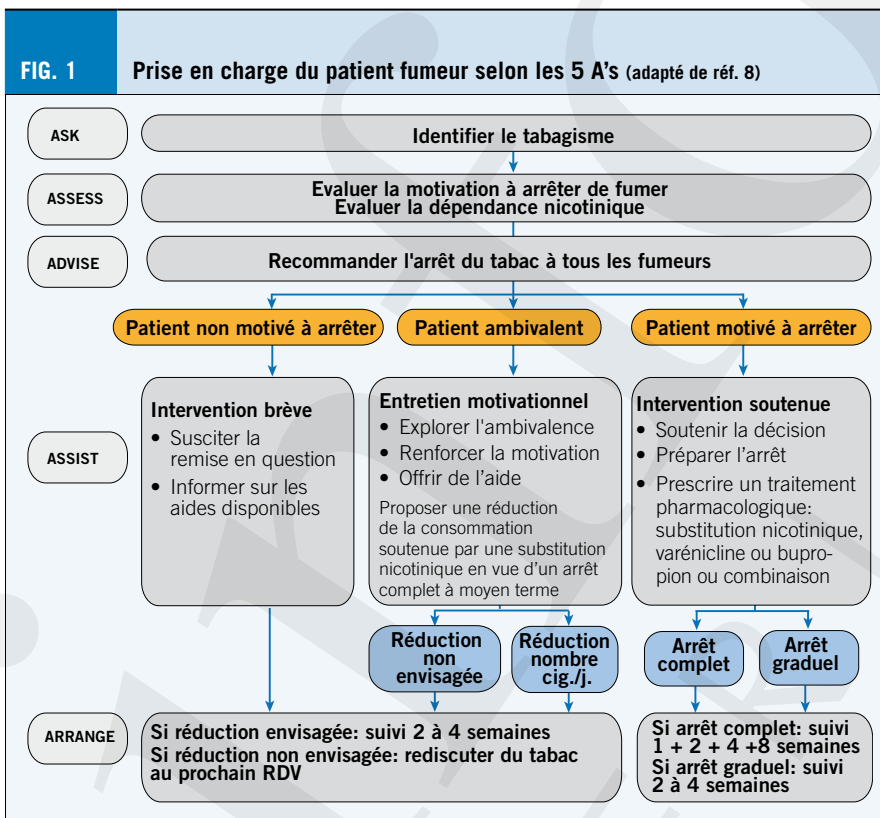 FIG. 1
Prise en charge du patient fumeur selon les 5 A's (adapté de réf. 8)
ASK
Identifier le tabagisme
ASSESS
Evaluer la motivation à arrêter de fumer
Evaluer la dépendance nicotinique
ADVISE
Recommander l'arrêt du tabac à tous les fumeurs
Patient non motivé à arrêter
Patient ambivalent
Patient motivé à arrêter
ASSIST
Intervention brève
• Susciter la
remise en question
• Informer sur les
aides disponibles
Entretien motivationnel
• Explorer l'ambivalence
• Renforcer la motivation
• Offrir de l'aide
Proposer une réduction
de la consommation
soutenue par une substitution
nicotinique en vue d'un arrêt
complet à moyen terme
Intervention soutenue
• Soutenir la décision
• Préparer l'arrêt
• Prescrire un traitement
pharmacologique:
substitution nicotinique,
varénicline ou bupro-
pion ou combinaison
Réduction
non
envisagée
Réduction
nombre
cig./j.
Arrêt
complet
Arrêt
graduel
ARRANGE
Si réduction envisagée: suivi 2 à 4 semaines
Si réduction non envisagée: rediscuter du tabac
au prochain RDV
Si arrêt complet: suivi
1 + 2 + 4 +8 semaines
Si arrêt graduel: suivi
2 à 4 semaines